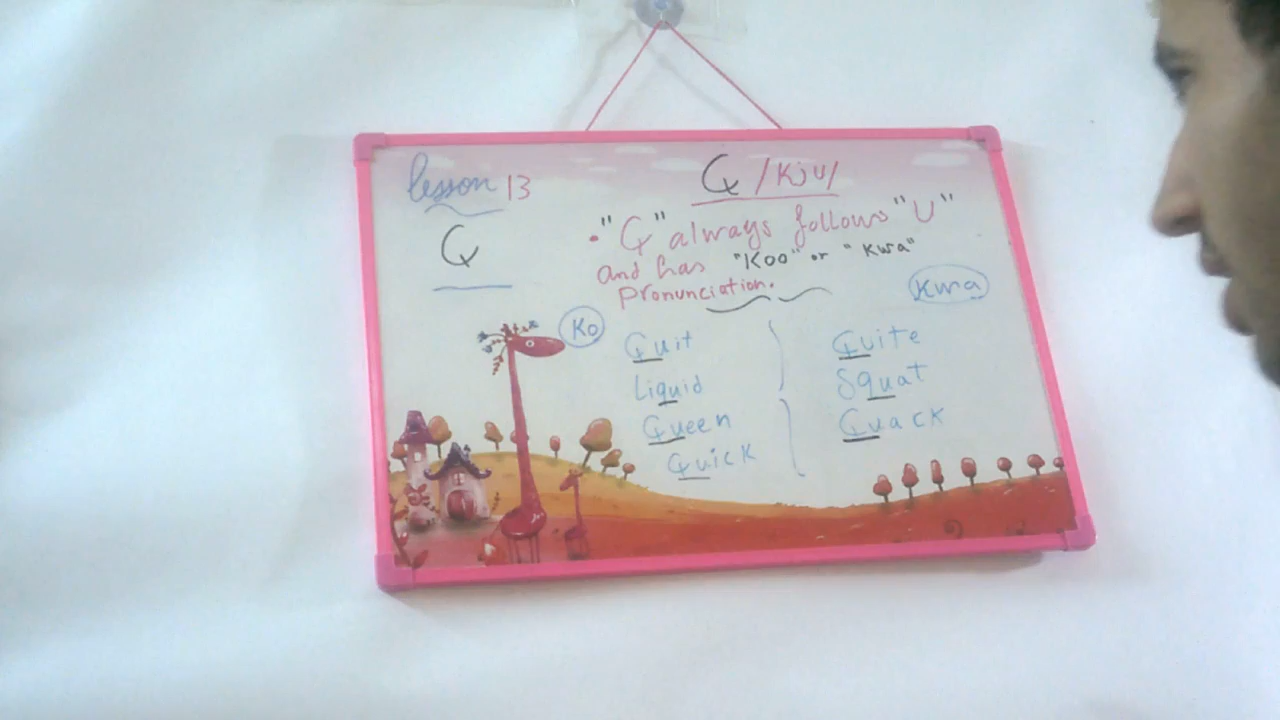 lesson 13
Q /Kju/
Q
."Q" always follows "U"
and has "Koo" or "Kwa"
pronunciation.
Ko
Kwa
Quit
Quite
Liquid
Squat
Queen
Quack
Quick